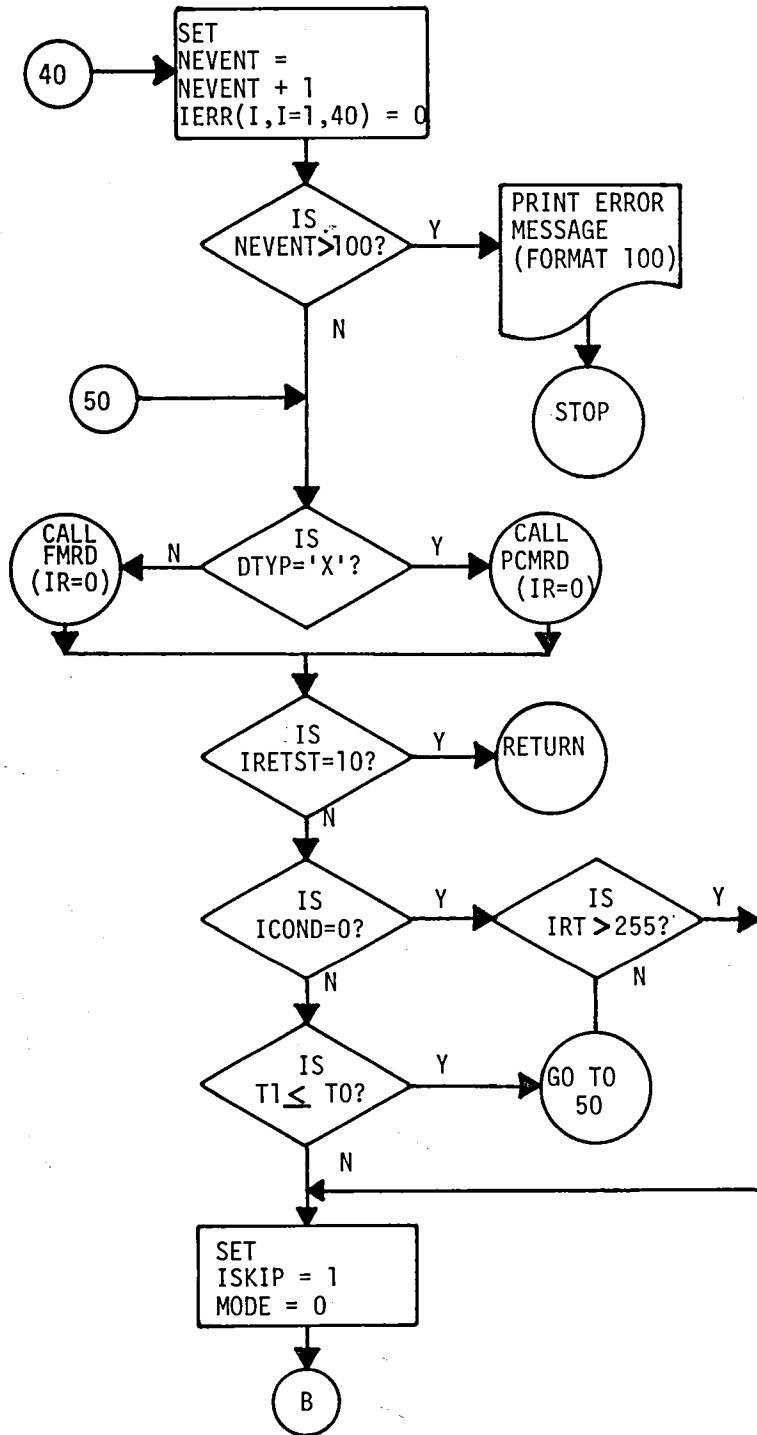 40
SET
NEVENT =
NEVENT + 1
IERR(I,I=1,40) = 0
IS
NEVENT>100?
Y
N
PRINT ERROR
MESSAGE
(FORMAT 100)
STOP
50
IS
DTYP='X'?
N
Y
CALL
FMRD
(IR=0)
CALL
PCMRD
(IR=0)
IS
IRETST=10?
Y
N
RETURN
IS
ICOND=0?
Y
N
IS
IRT >255?
Y
N
IS
T1≤ T0?
Y
N
GO TO
50
SET
ISKIP = 1
MODE = 0
B